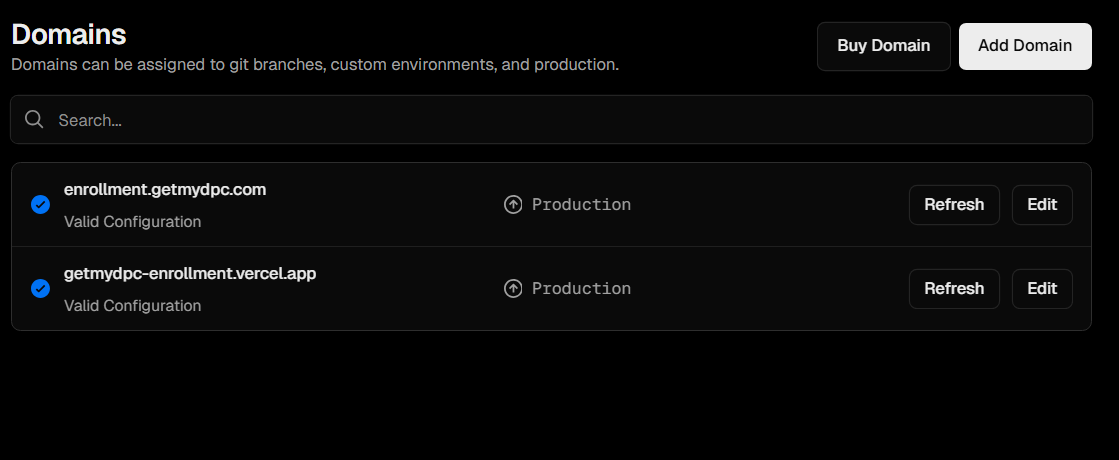 Domains
Domains can be assigned to git branches, custom environments, and production.
Buy Domain
Add Domain
Search...
enrollment.getmydpc.com
Valid Configuration
Production
Refresh
Edit
getmydpc-enrollment.vercel.app
Valid Configuration
Production
Refresh
Edit